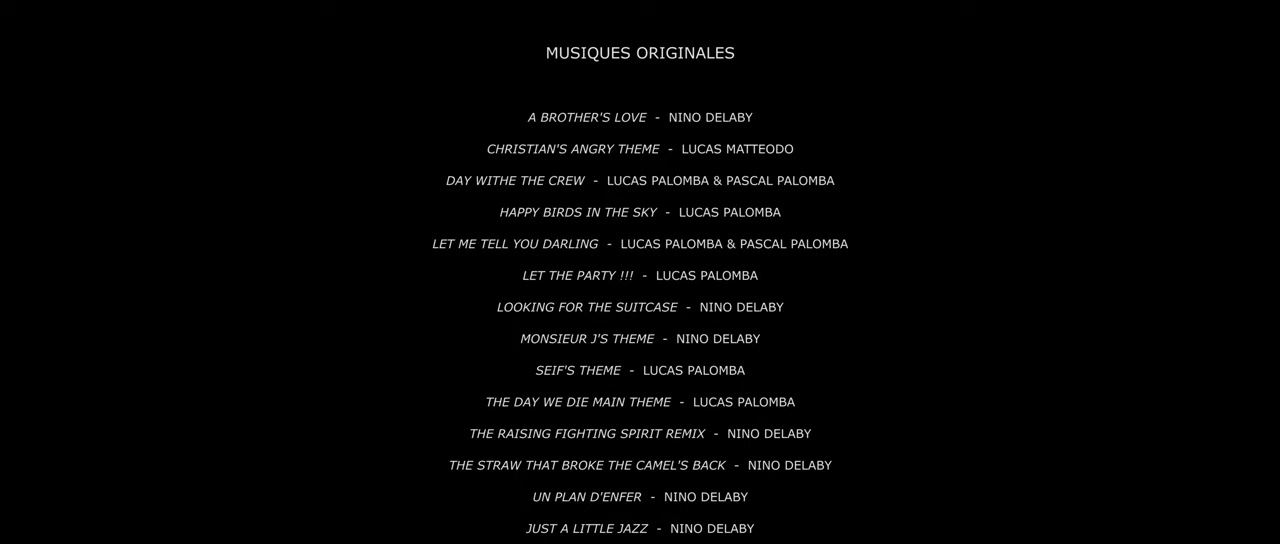 MUSIQUES ORIGINALES
A BROTHER'S LOVE - NINO DELABY
CHRISTIAN'S ANGRY THEME - LUCAS MATTEODO
DAY WITHE THE CREW - LUCAS PALOMBA & PASCAL PALOMBA
HAPPY BIRDS IN THE SKY - LUCAS PALOMBA
LET ME TELL YOU DARLING - LUCAS PALOMBA & PASCAL PALOMBA
LET THE PARTY !!! - LUCAS PALOMBA
LOOKING FOR THE SUITCASE - NINO DELABY
MONSIEUR J'S THEME - NINO DELABY
SEIF'S THEME - LUCAS PALOMBA
THE DAY WE DIE MAIN THEME - LUCAS PALOMBA
THE RAISING FIGHTING SPIRIT REMIX - NINO DELABY
THE STRAW THAT BROKE THE CAMEL'S BACK - NINO DELABY
UN PLAN D'ENFER - NINO DELABY
JUST A LITTLE JAZZ - NINO DELABY